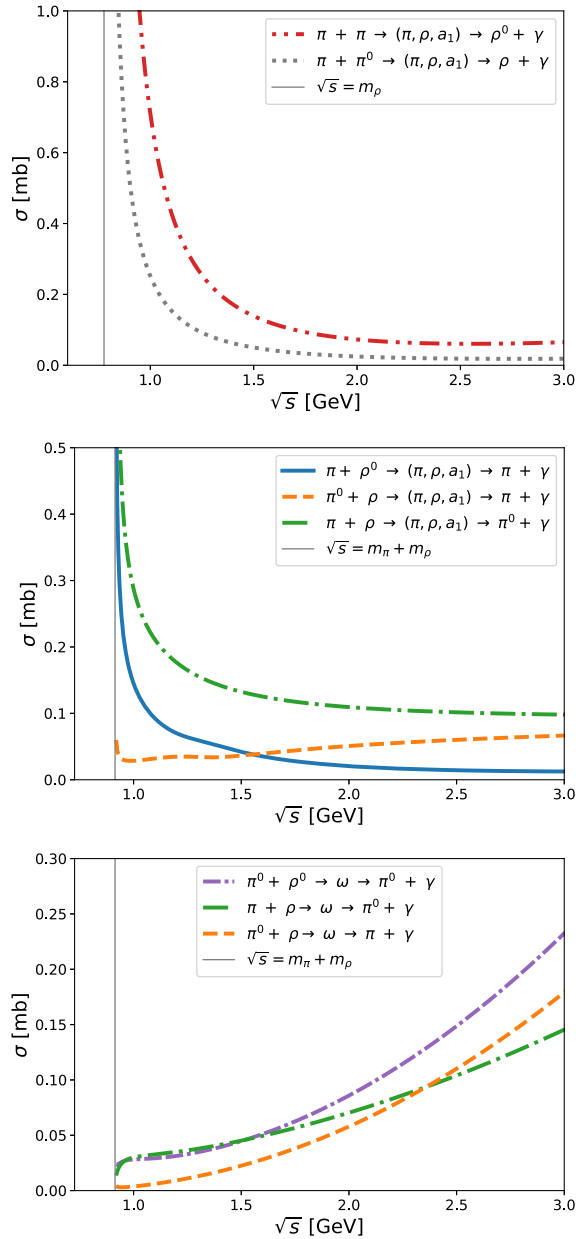 1.0
0.8
0.6
0.4
0.2
0.0
σ [mb]
π + π → (π, ρ, a₁) → ρ⁰ + γ
π + π⁰ → (π, ρ, a₁) → ρ + γ
√s = mρ
1.0 1.5 2.0 2.5 3.0
√s [GeV]
0.5
0.4
0.3
0.2
0.1
0.0
σ [mb]
π + ρ⁰ → (π, ρ, a₁) → π + γ
π⁰ + ρ → (π, ρ, a₁) → π + γ
π + ρ → (π, ρ, a₁) → π⁰ + γ
√s = mπ + mρ
1.0 1.5 2.0 2.5 3.0
√s [GeV]
0.30
0.25
0.20
0.15
0.10
0.05
0.00
σ [mb]
π⁰ + ρ⁰ → ω → π⁰ + γ
π + ρ → ω → π⁰ + γ
π⁰ + ρ → ω → π + γ
√s = mπ + mρ
1.0 1.5 2.0 2.5 3.0
√s [GeV]